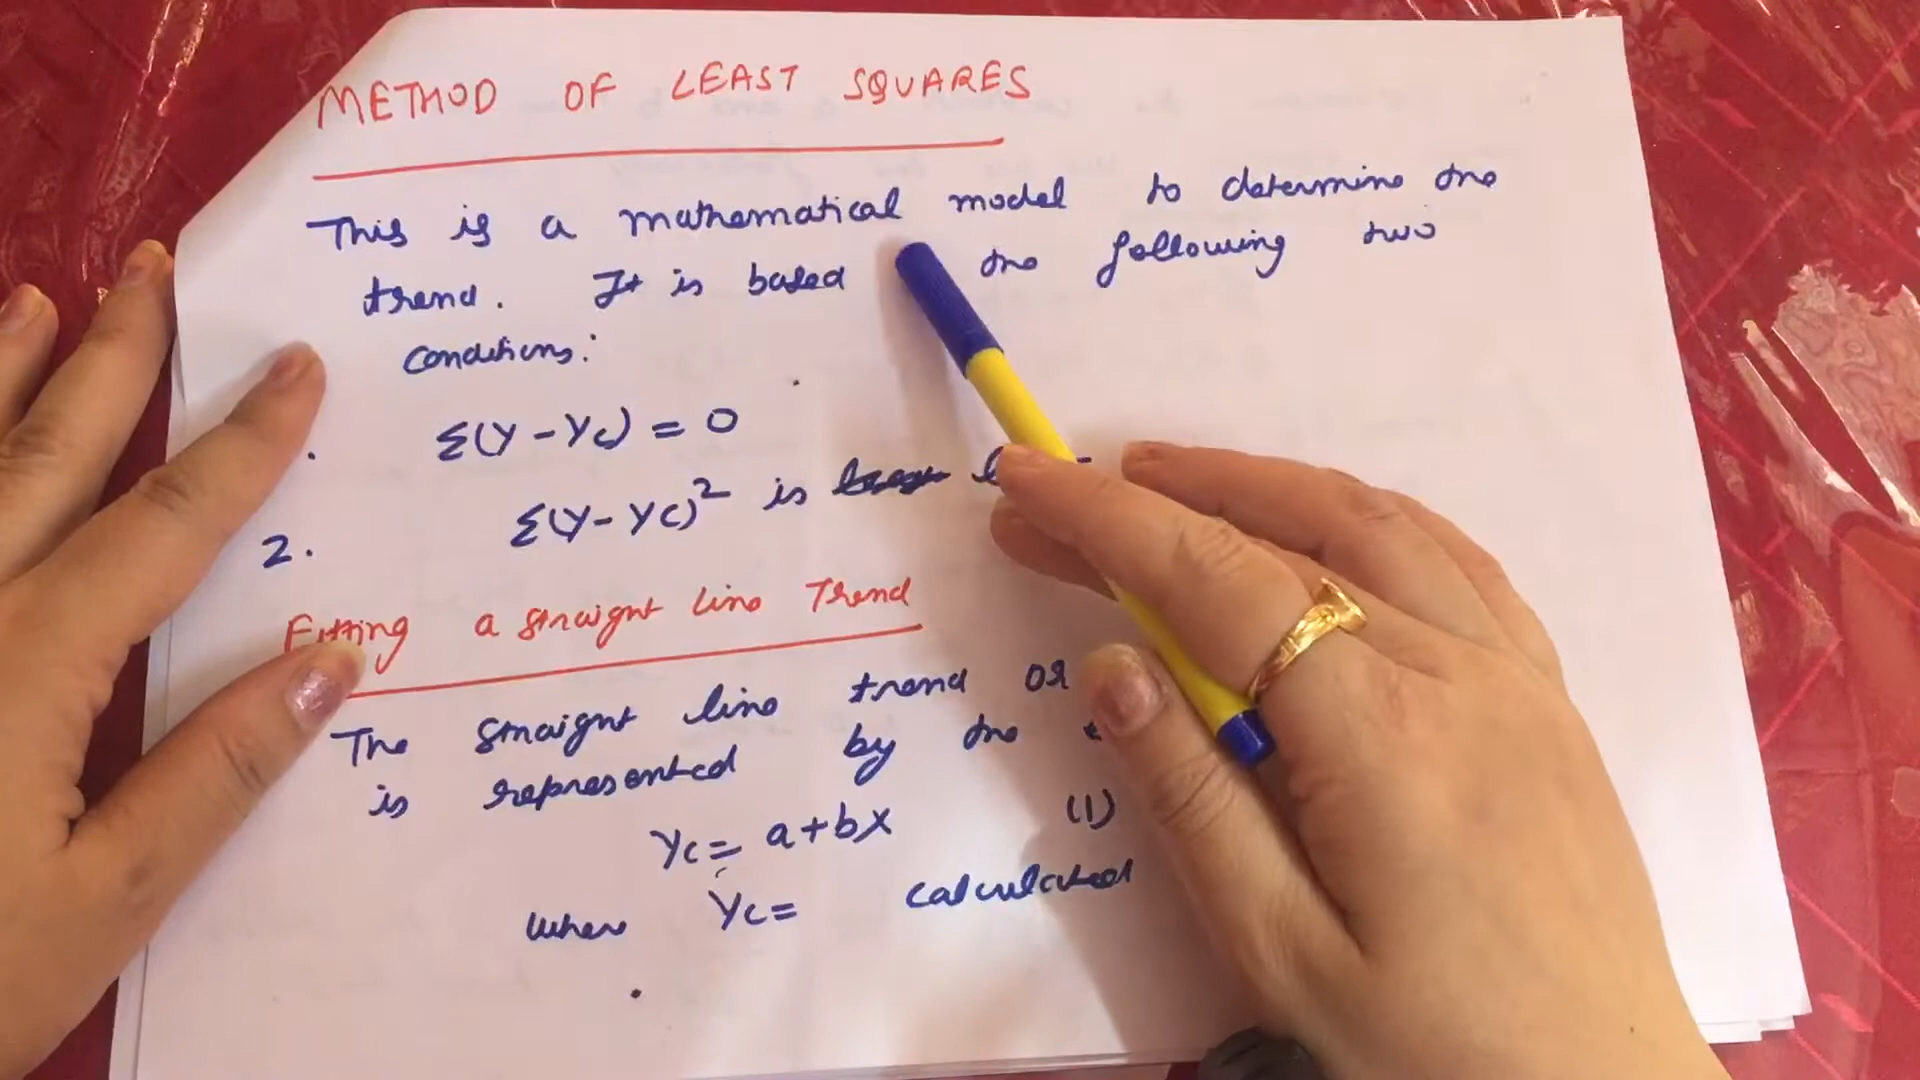 METHOD OF LEAST SQUARES
This is a mathematical model to determine the
trend. It is based the following two
conditions:
. Σ(Y-Yc) = 0
2. Σ(Y-Yc)² is
Fitting a straight line Trend
The straight line trend or
is represented by the
Yc= a+bx (1)
where Yc= calculated